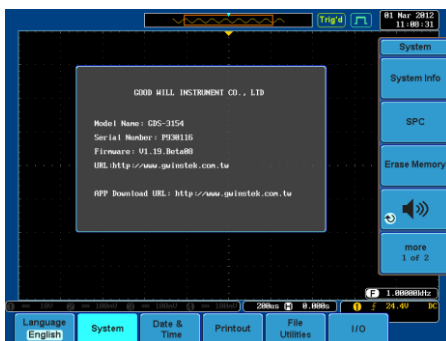 Trig'd
01 Mar 2012
11:08:31
System
System Info
SPC
Erase Memory
more
1 of 2
GOOD WILL INSTRUMENT CO., LTD
Model Name: GDS-3154
Serial Number: P930116
Firmware: V1.19.Beta08
URL:http://www.gwinstek.com.tw
APP Download URL: http://www.gwinstek.com.tw
F 1.00000kHz
200us H 0.000s
1 24.4V DC
Language
English
System
Date &
Time
Printout
File
Utilities
I/O